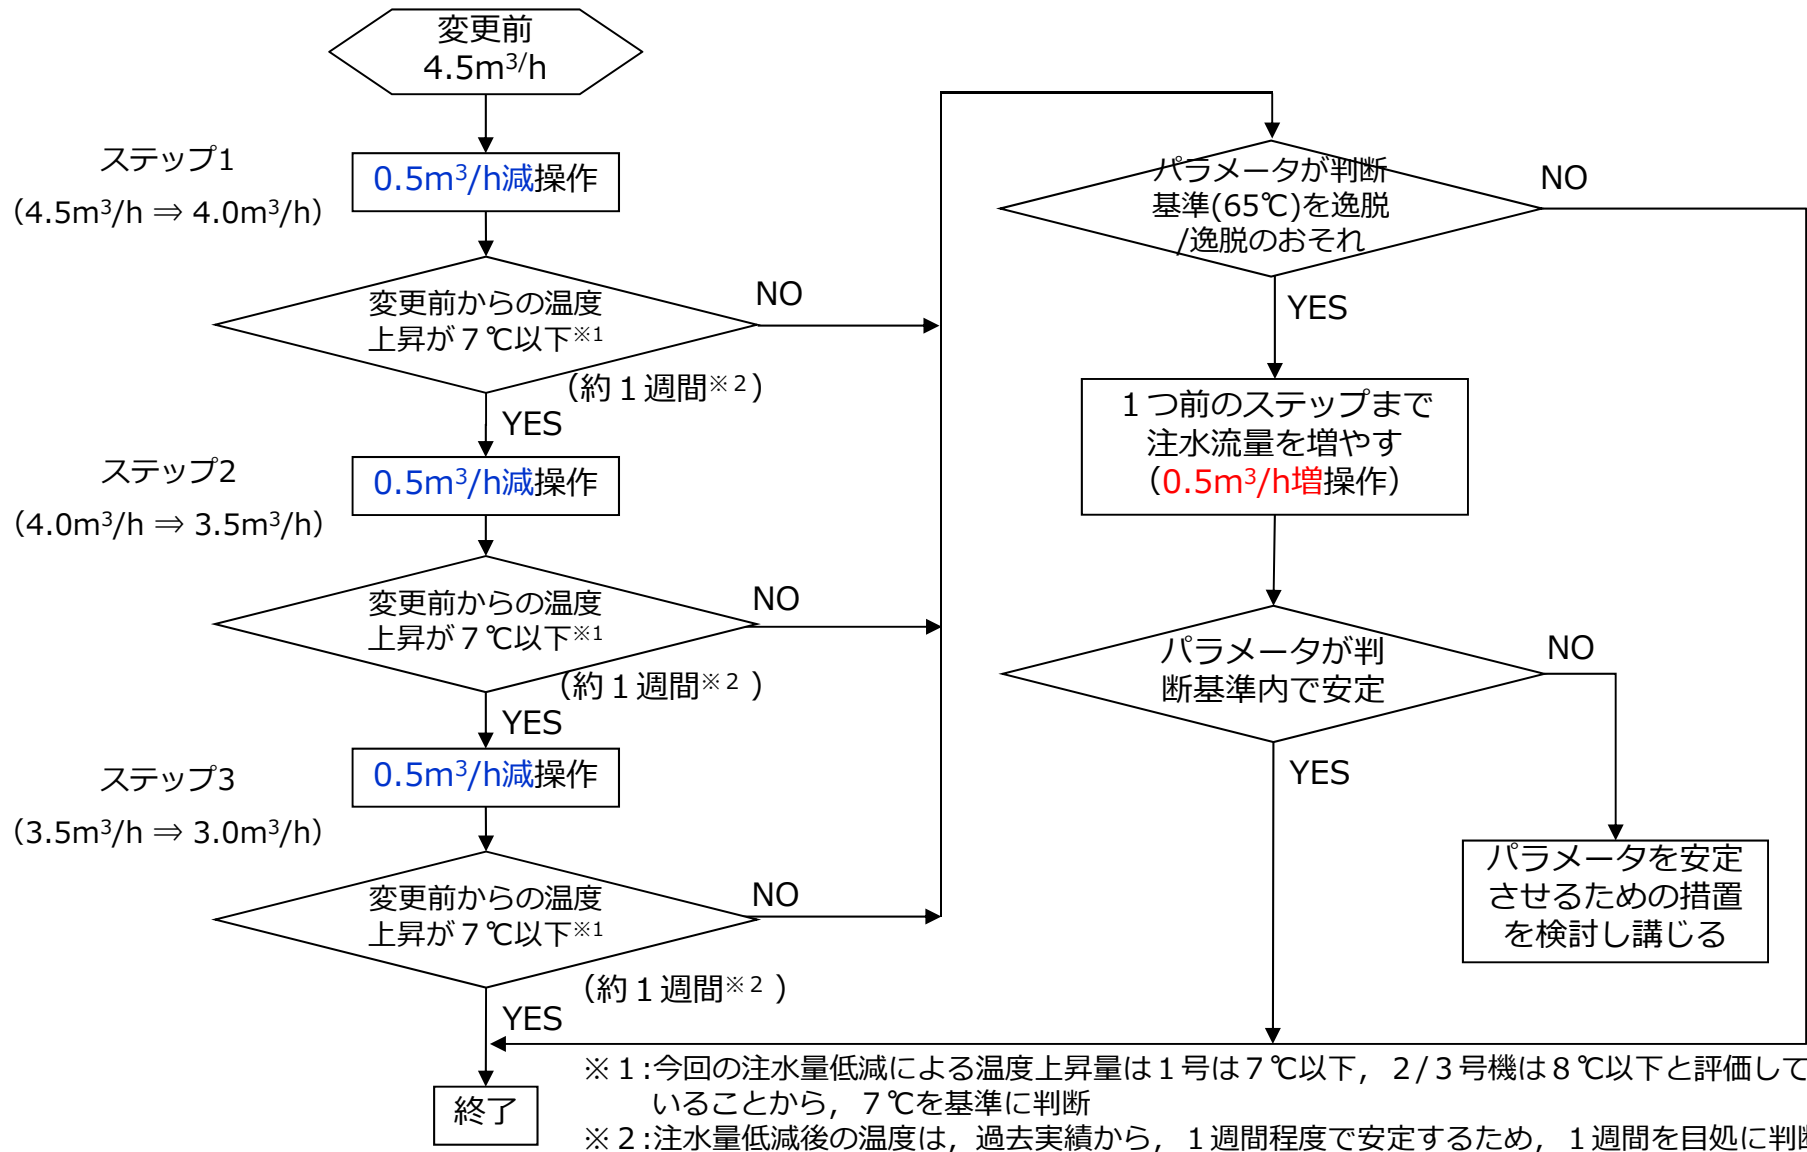 変更前
4.5m³/h
ステップ1
（4.5m³/h ⇒ 4.0m³/h）
0.5m³/h減操作
変更前からの温度
上昇が７℃以下※1
NO
（約１週間※２）
YES
ステップ2
（4.0m³/h ⇒ 3.5m³/h）
0.5m³/h減操作
変更前からの温度
上昇が７℃以下※1
NO
（約１週間※２）
YES
ステップ3
（3.5m³/h ⇒ 3.0m³/h）
0.5m³/h減操作
変更前からの温度
上昇が７℃以下※1
NO
（約１週間※２）
YES
終了
パラメータが判断
基準(65℃)を逸脱
/逸脱のおそれ
NO
YES
１つ前のステップまで
注水流量を増やす
（0.5m³/h増操作）
パラメータが判
断基準内で安定
NO
YES
パラメータを安定
させるための措置
を検討し講じる
※１:今回の注水量低減による温度上昇量は１号は７℃以下，２/３号機は８℃以下と評価して
いることから，７℃を基準に判断
※２:注水量低減後の温度は，過去実績から，１週間程度で安定するため，１週間を目処に判断